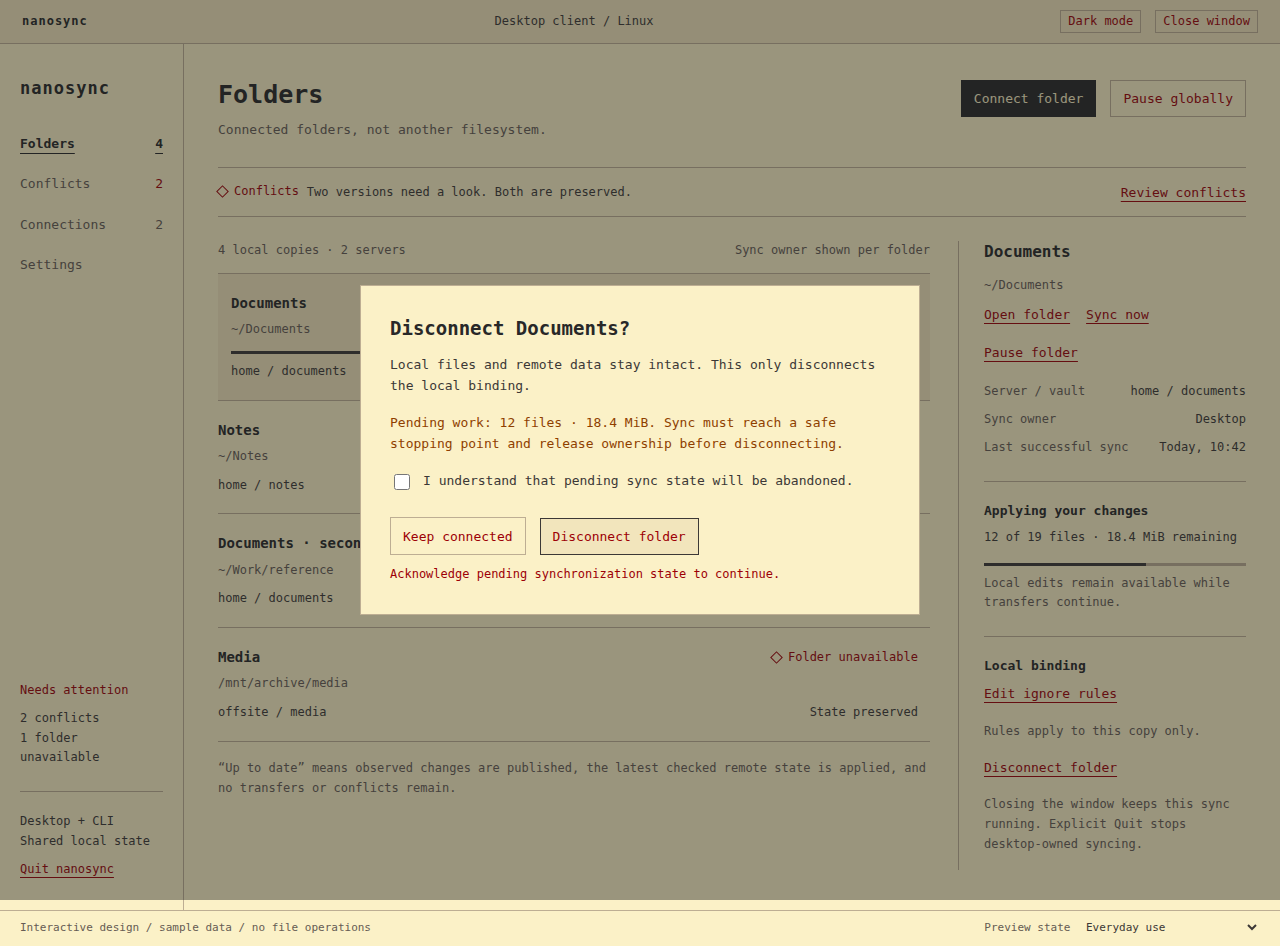 nanosync
Desktop client / Linux
Dark mode
Close window
nanosync
Folders 4
Conflicts 2
Connections 2
Settings
Needs attention
2 conflicts
1 folder
unavailable
Desktop + CLI
Shared local state
Quit nanosync
Folders
Connected folders, not another filesystem.
Connect folder
Pause globally
Conflicts Two versions need a look. Both are preserved.
Review conflicts
4 local copies · 2 servers
Sync owner shown per folder
Documents
~/Documents
home / documents
Notes
~/Notes
home / notes
Documents · secon
~/Work/reference
home / documents
Media
Folder unavailable
/mnt/archive/media
offsite / media
State preserved
“Up to date” means observed changes are published, the latest checked remote state is applied, and
no transfers or conflicts remain.
Disconnect Documents?
Local files and remote data stay intact. This only disconnects
the local binding.
Pending work: 12 files · 18.4 MiB. Sync must reach a safe
stopping point and release ownership before disconnecting.
I understand that pending sync state will be abandoned.
Keep connected
Disconnect folder
Acknowledge pending synchronization state to continue.
Documents
~/Documents
Open folder Sync now
Pause folder
Server / vault home / documents
Sync owner Desktop
Last successful sync Today, 10:42
Applying your changes
12 of 19 files · 18.4 MiB remaining
Local edits remain available while
transfers continue.
Local binding
Edit ignore rules
Rules apply to this copy only.
Disconnect folder
Closing the window keeps this sync
running. Explicit Quit stops
desktop-owned syncing.
Interactive design / sample data / no file operations
Preview state Everyday use